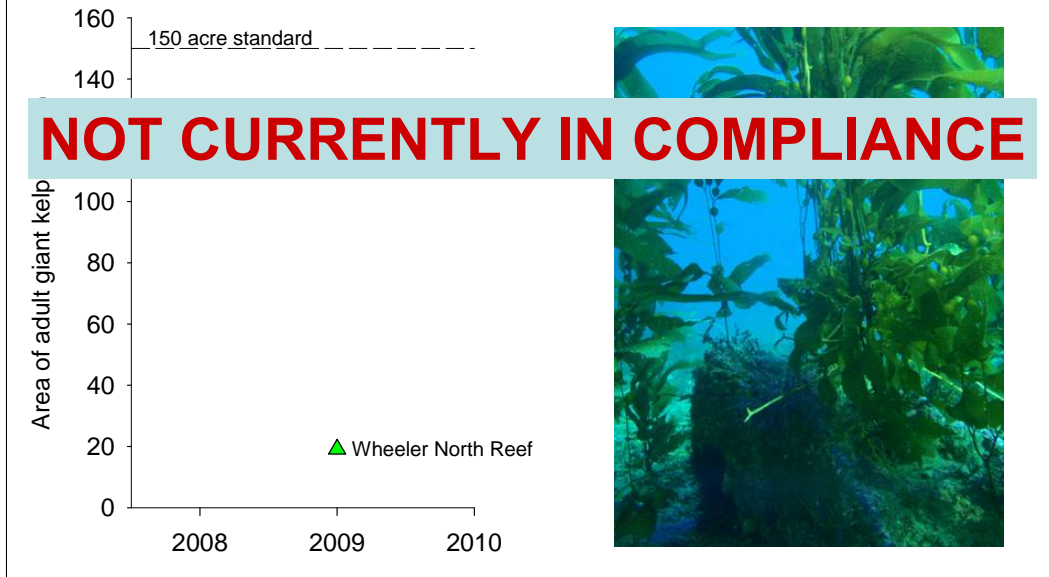 160
150 acre standard
140
NOT CURRENTLY IN COMPLIANCE
100
80
60
40
20
0
Area of adult giant kelp
Wheeler North Reef
2008 2009 2010